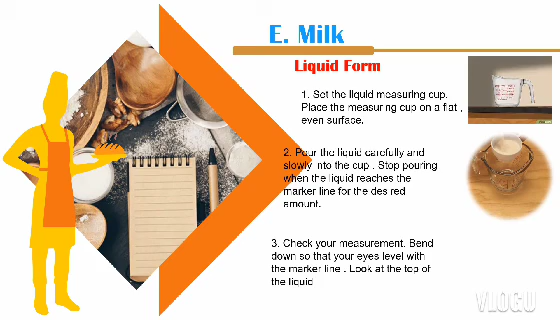 E. Milk
Liquid Form
1. Set the liquid measuring cup.
Place the measuring cup on a flat ,
even surface.
2. Pour the liquid carefully and
slowly into the cup . Stop pouring
when the liquid reaches the
marker line for the des red
amount.
3. Check your measurement. Bend
down so that your eyes level with
the marker line . Look at the top of
the liquid
VLOGU